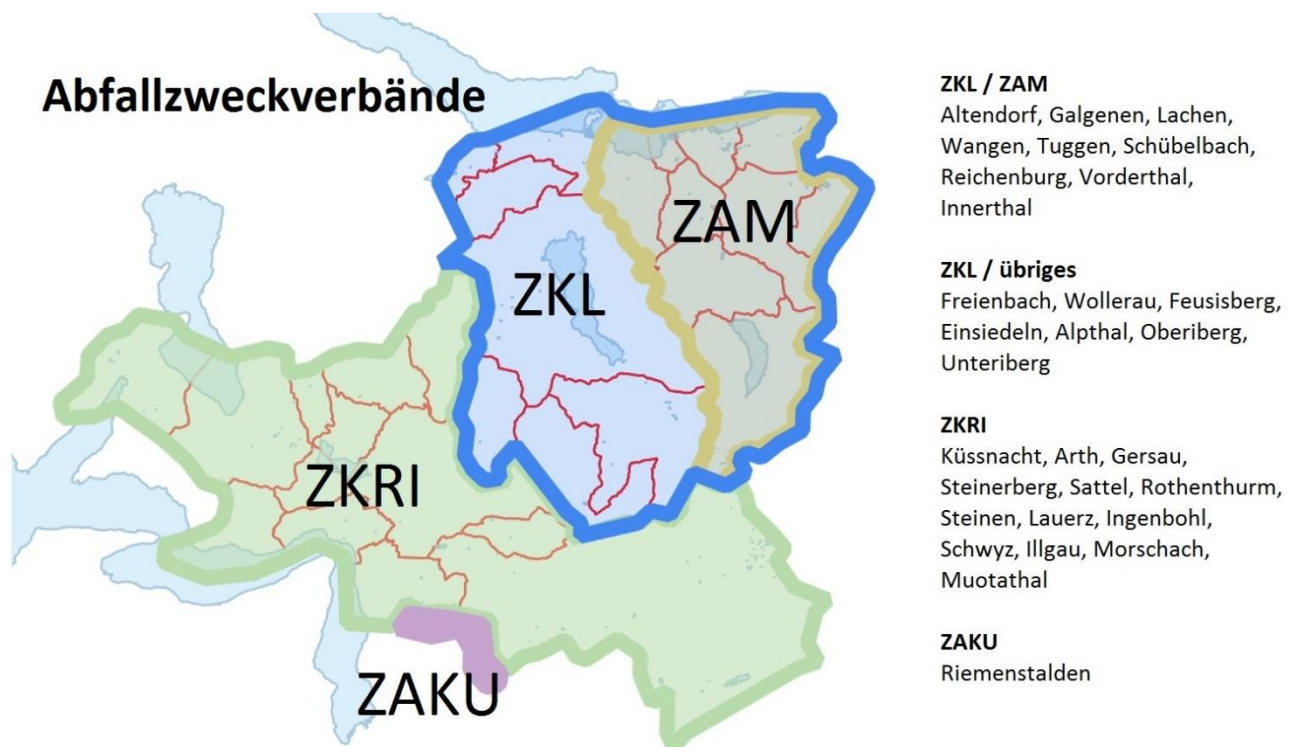 Abfallzweckverbände
ZAM
ZKL
ZKRI
ZAKU
ZKL / ZAM
Altendorf, Galgenen, Lachen,
Wangen, Tuggen, Schübelbach,
Reichenburg, Vorderthal,
Innerthal
ZKL / übriges
Freienbach, Wollerau, Feusisberg,
Einsiedeln, Alpthal, Oberiberg,
Unteriberg
ZKRI
Küssnacht, Arth, Gersau,
Steinerberg, Sattel, Rothenthurm,
Steinen, Lauerz, Ingenbohl,
Schwyz, Illgau, Morschach,
Muotathal
ZAKU
Riemenstalden